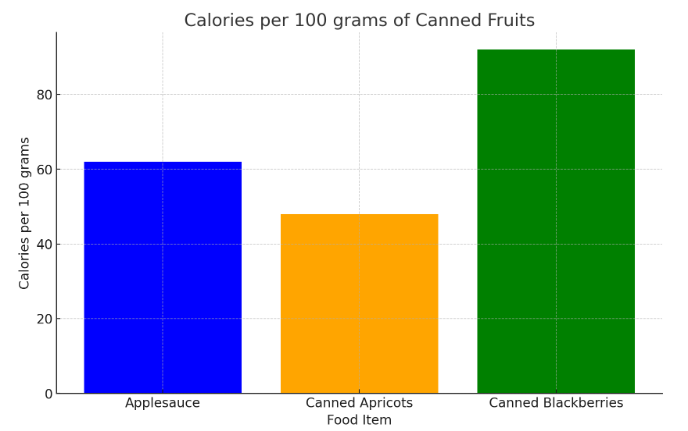 Calories per 100 grams of Canned Fruits
Calories per 100 grams
80
60
40
20
0
Applesauce
Canned Apricots
Canned Blackberries
Food Item